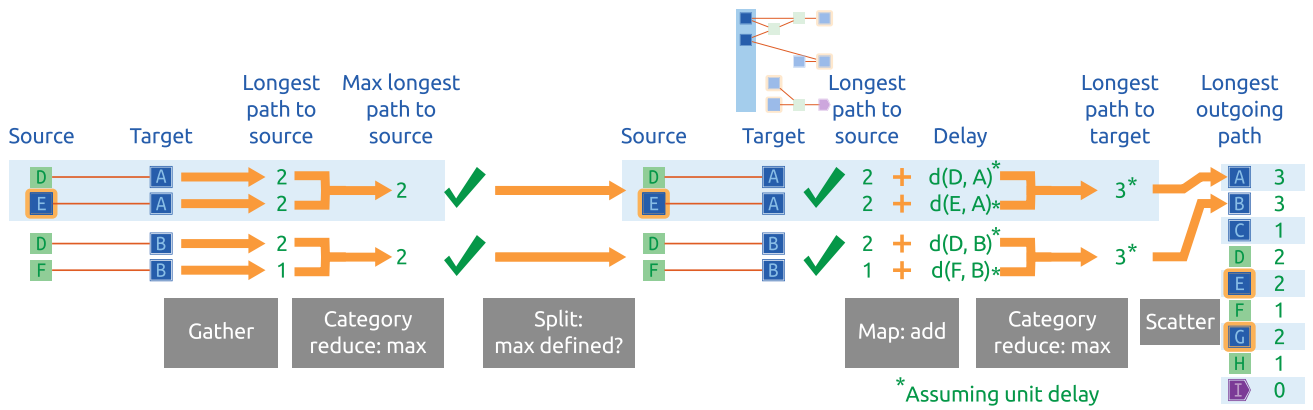 Source
Target
Longest
path to
source
Max longest
path to
source
Source
Target
Longest
path to
source
Delay
Longest
path to
target
Longest
outgoing
path
D A 2
E A 2
2
D A 2 + d(D, A)*
E A 2 + d(E, A)*
3*
D B 2
F B 1
2
D B 2 + d(D, B)*
F B 1 + d(F, B)*
3*
A 3
B 3
C 1
D 2
E 2
F 1
G 2
H 1
I 0
Gather
Category
reduce: max
Split:
max defined?
Map: add
Category
reduce: max
Scatter
*Assuming unit delay